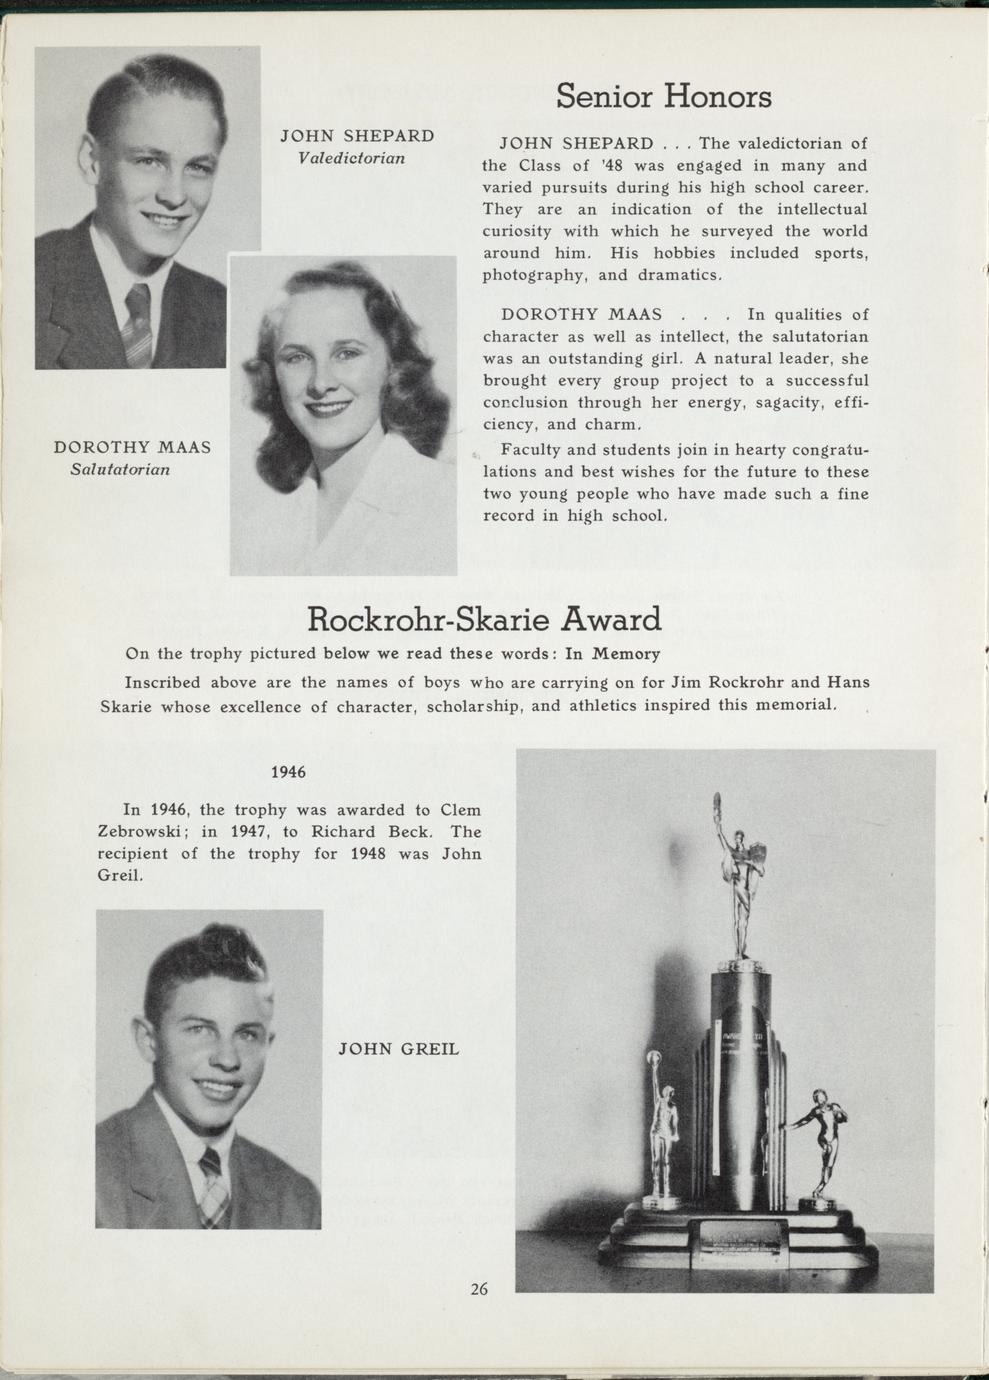 JOHN SHEPARD
Valedictorian
DOROTHY MAAS
Salutatorian
Senior Honors
JOHN SHEPARD . . . The valedictorian of
the Class of '48 was engaged in many and
varied pursuits during his high school career.
They are an indication of the intellectual
curiosity with which he surveyed the world
around him. His hobbies included sports,
photography, and dramatics.
DOROTHY MAAS . . . In qualities of
character as well as intellect, the salutatorian
was an outstanding girl. A natural leader, she
brought every group project to a successful
conclusion through her energy, sagacity, effi-
ciency, and charm.
Faculty and students join in hearty congratu-
lations and best wishes for the future to these
two young people who have made such a fine
record in high school.
Rockrohr-Skarie Award
On the trophy pictured below we read these words: In Memory
Inscribed above are the names of boys who are carrying on for Jim Rockrohr and Hans
Skarie whose excellence of character, scholarship, and athletics inspired this memorial.
1946
In 1946, the trophy was awarded to Clem
Zebrowski; in 1947, to Richard Beck. The
recipient of the trophy for 1948 was John
Greil.
JOHN GREIL
26